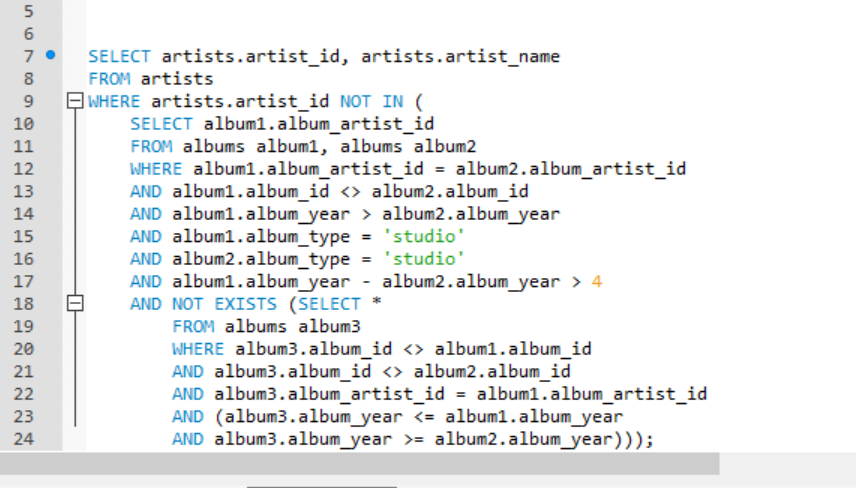 5
6
7 SELECT artists.artist_id, artists.artist_name
8 FROM artists
9 WHERE artists.artist_id NOT IN (
10 SELECT album1.album_artist_id
11 FROM albums album1, albums album2
12 WHERE album1.album_artist_id = album2.album_artist_id
13 AND album1.album_id <> album2.album_id
14 AND album1.album_year > album2.album_year
15 AND album1.album_type = 'studio'
16 AND album2.album_type = 'studio'
17 AND album1.album_year - album2.album_year > 4
18 AND NOT EXISTS (SELECT *
19 FROM albums album3
20 WHERE album3.album_id <> album1.album_id
21 AND album3.album_id <> album2.album_id
22 AND album3.album_artist_id = album1.album_artist_id
23 AND (album3.album_year <= album1.album_year
24 AND album3.album_year >= album2.album_year)));